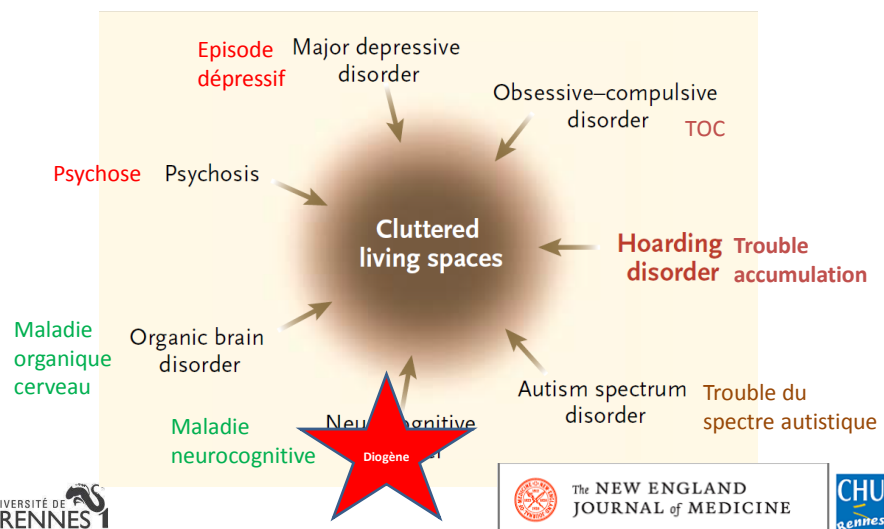 Episode
dépressif
Major depressive
disorder
Obsessive–compulsive
disorder
TOC
Psychose
Psychosis
Cluttered
living spaces
Hoarding
disorder
Trouble
accumulation
Maladie
organique
cerveau
Organic brain
disorder
Autism spectrum
disorder
Trouble du
spectre autistique
Maladie
neurocognitive
Diogène
The NEW ENGLAND
JOURNAL of MEDICINE
IVERSITÉ DE
RENNES 1
CHU
Rennes